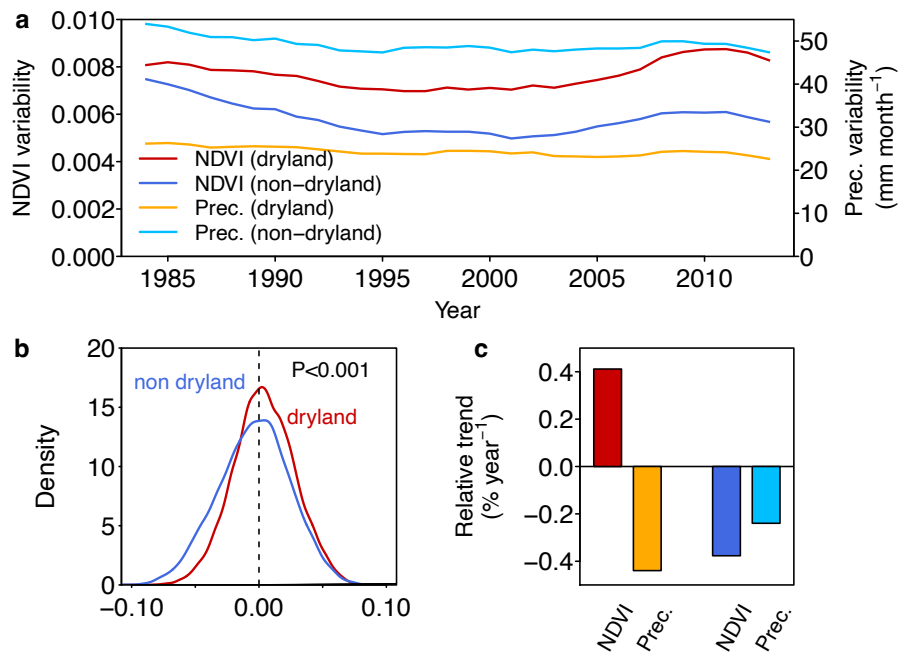 a
0.010
0.008
0.006
0.004
0.002
0.000
NDVI variability
50
40
30
20
10
0
Prec. variability
(mm month−1)
NDVI (dryland)
NDVI (non−dryland)
Prec. (dryland)
Prec. (non−dryland)
1985 1990 1995 2000 2005 2010
Year
b
20
15
10
5
0
Density
non dryland
P<0.001
dryland
−0.10 0.00 0.10
c
0.4
0.2
0.0
−0.2
−0.4
Relative trend
(% year−1)
NDVI
Prec.
NDVI
Prec.